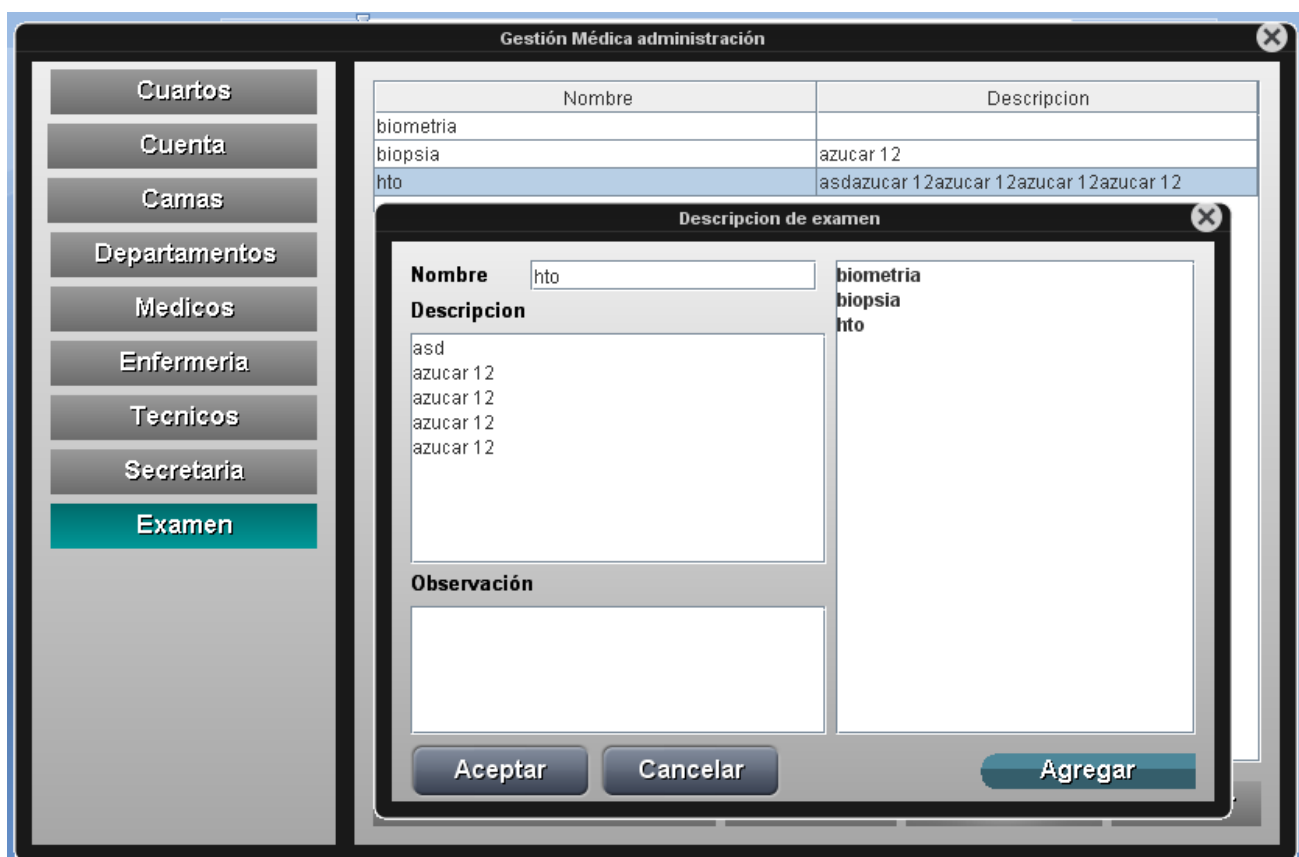 Gestión Médica administración
Cuartos
Cuenta
Camas
Departamentos
Medicos
Enfermeria
Tecnicos
Secretaria
Examen
Nombre Descripcion
biometria
biopsia azucar 12
hto asdazucar 12azucar 12azucar 12azucar 12
Descripcion de examen
Nombre hto
Descripcion
asd
azucar 12
azucar 12
azucar 12
azucar 12
Observación
biometria
biopsia
hto
Aceptar Cancelar Agregar